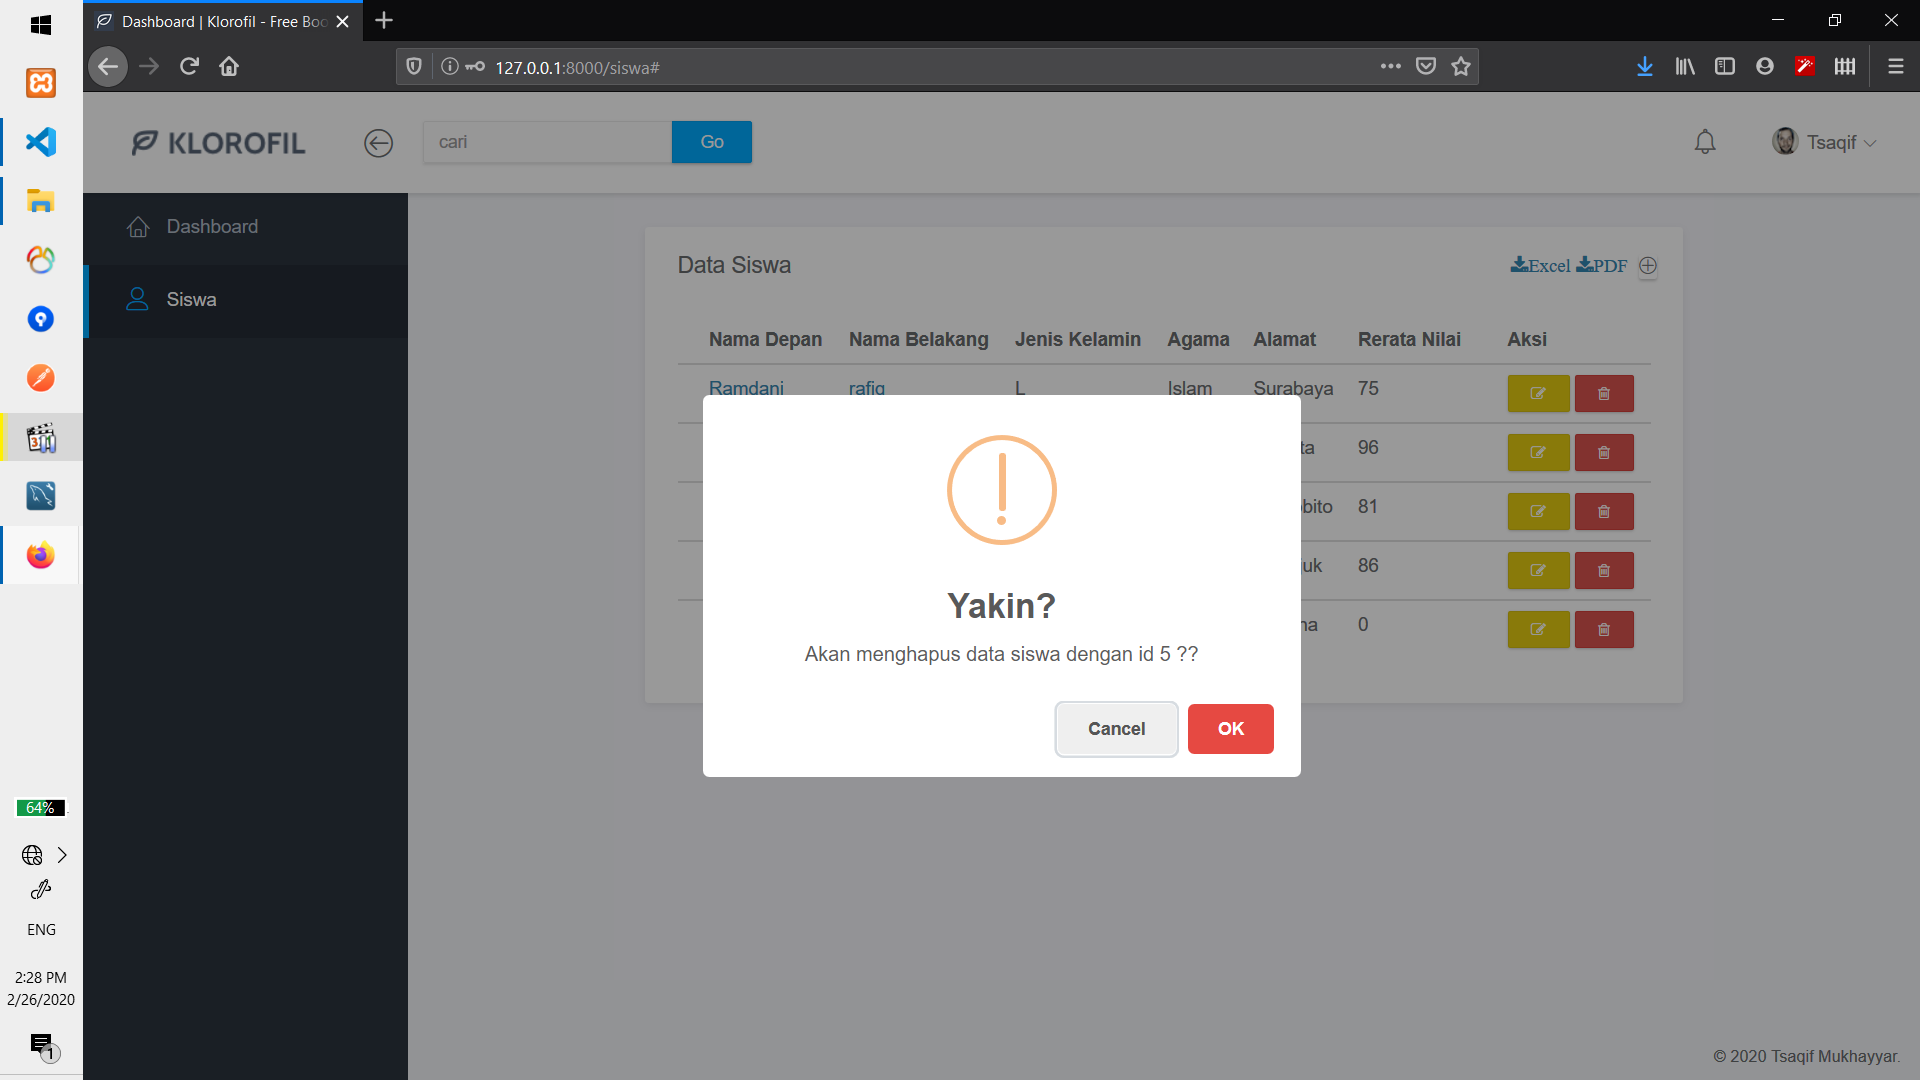 Dashboard | Klorofil - Free Boo
127.0.0.1:8000/siswa#
KLOROFIL
cari
Go
Tsaqif
Dashboard
Siswa
Data Siswa
Excel PDF
Nama Depan Nama Belakang Jenis Kelamin Agama Alamat Rerata Nilai Aksi
Ramdani rafiq L Islam Surabaya 75
ta 96
bito 81
uk 86
na 0
Yakin?
Akan menghapus data siswa dengan id 5 ??
Cancel
OK
64%
ENG
2:28 PM
2/26/2020
1
© 2020 Tsaqif Mukhayyar.